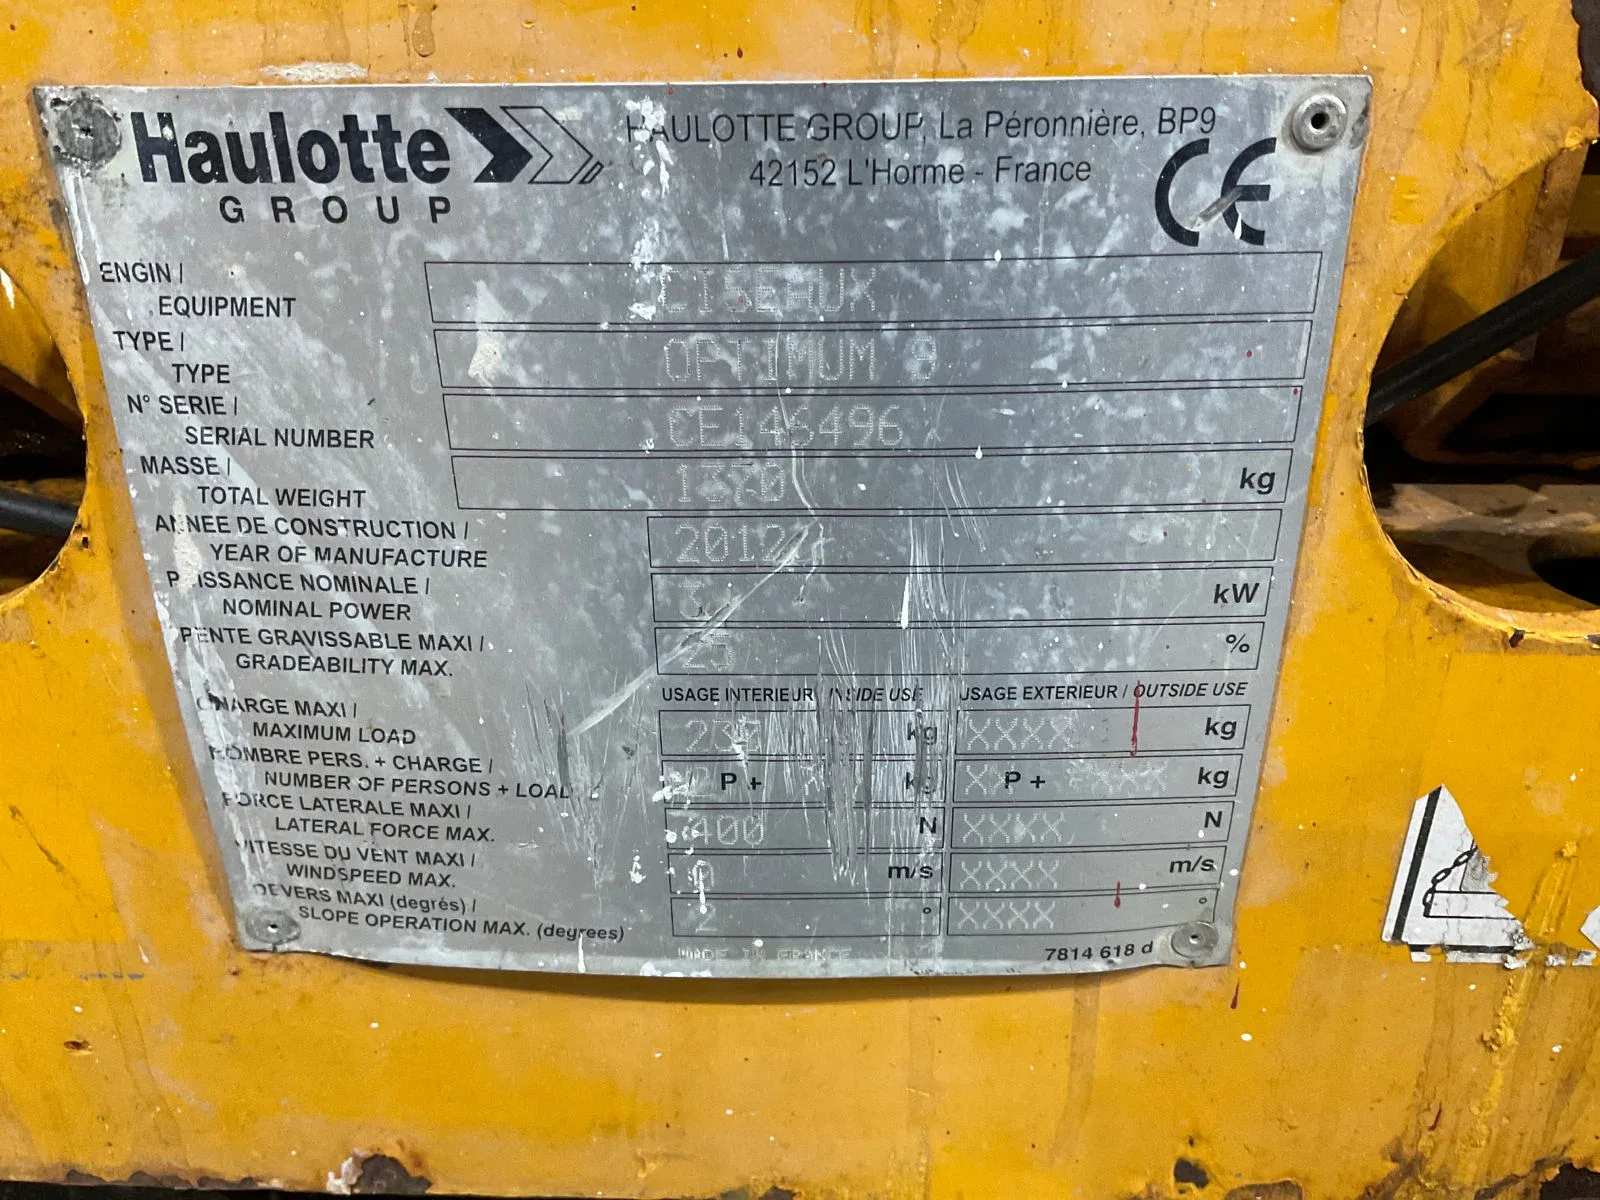 Haulotte
GROUP
HAULOTTE GROUP, La Péronnière, BP9
42152 L'Horme - France
CE
ENGIN /
EQUIPMENT
CISEAUX
TYPE /
TYPE
OPTIMUM 8
N° SERIE /
SERIAL NUMBER
CE146496
MASSE /
TOTAL WEIGHT
1370 kg
ANNEE DE CONSTRUCTION /
YEAR OF MANUFACTURE
2012
PUISSANCE NOMINALE /
NOMINAL POWER
3 kW
PENTE GRAVISSABLE MAXI /
GRADEABILITY MAX.
25 %
USAGE INTERIEUR / INSIDE USE
USAGE EXTERIEUR / OUTSIDE USE
CHARGE MAXI /
MAXIMUM LOAD
kg XXXX kg
NOMBRE PERS. + CHARGE /
NUMBER OF PERSONS + LOAD
P + kg XX P + XXXX kg
FORCE LATERALE MAXI /
LATERAL FORCE MAX.
400 N XXXX N
VITESSE DU VENT MAXI /
WINDSPEED MAX.
0 m/s XXXX m/s
DEVERS MAXI (degrés) /
SLOPE OPERATION MAX. (degrees)
2 ° XXXX °
MADE IN FRANCE
7814 618 d